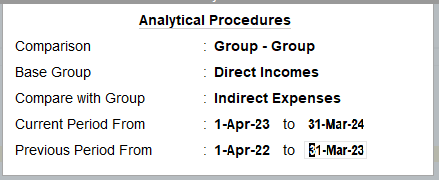 Analytical Procedures
Comparison : Group - Group
Base Group : Direct Incomes
Compare with Group : Indirect Expenses
Current Period From : 1-Apr-23 to 31-Mar-24
Previous Period From : 1-Apr-22 to 31-Mar-23